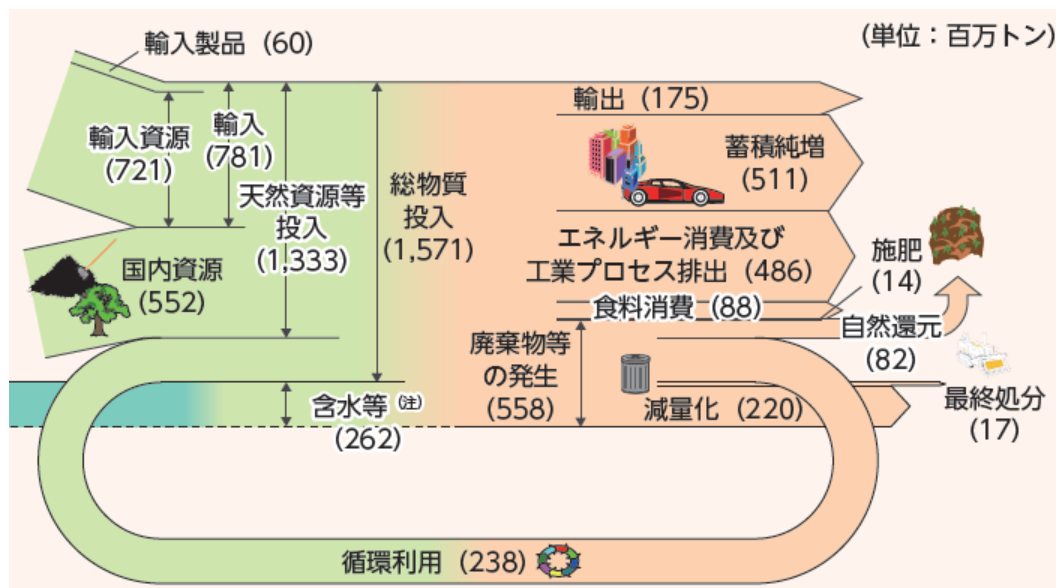 (単位：百万トン)
輸入製品 (60)
輸入資源
(721)
輸入
(781)
天然資源等
投入
(1,333)
総物質
投入
(1,571)
国内資源
(552)
含水等（注）
(262)
輸出 (175)
蓄積純増
(511)
エネルギー消費及び
工業プロセス排出 (486)
食料消費 (88)
施肥
(14)
自然還元
(82)
廃棄物等
の発生
(558)
減量化 (220)
最終処分
(17)
循環利用 (238)